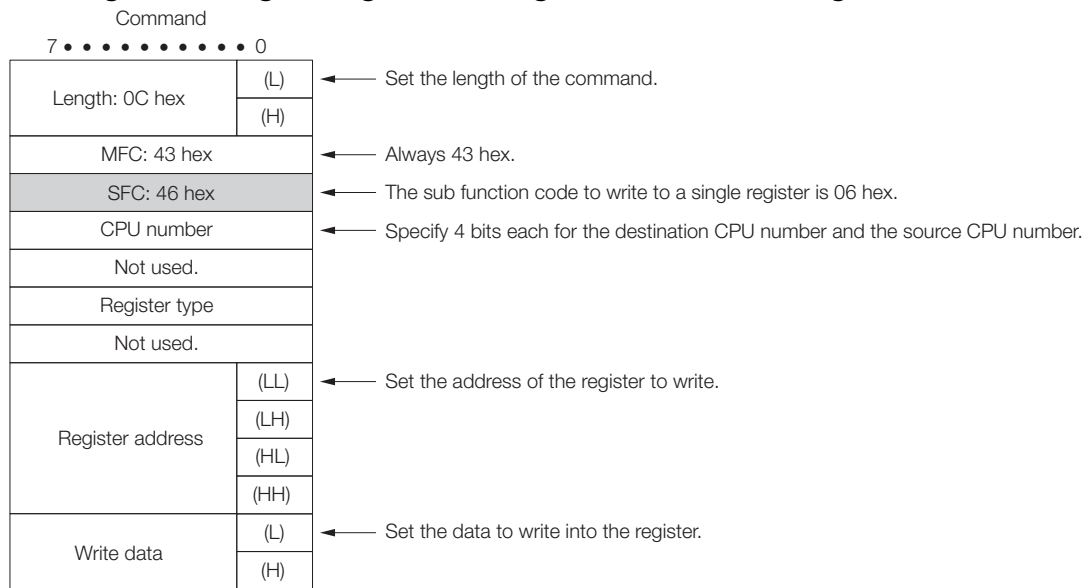 Command
7 • • • • • • • • • • 0
Length: 0C hex (L) Set the length of the command.
(H)
MFC: 43 hex Always 43 hex.
SFC: 46 hex The sub function code to write to a single register is 06 hex.
CPU number Specify 4 bits each for the destination CPU number and the source CPU number.
Not used.
Register type
Not used.
Register address (LL) Set the address of the register to write.
(LH)
(HL)
(HH)
Write data (L) Set the data to write into the register.
(H)